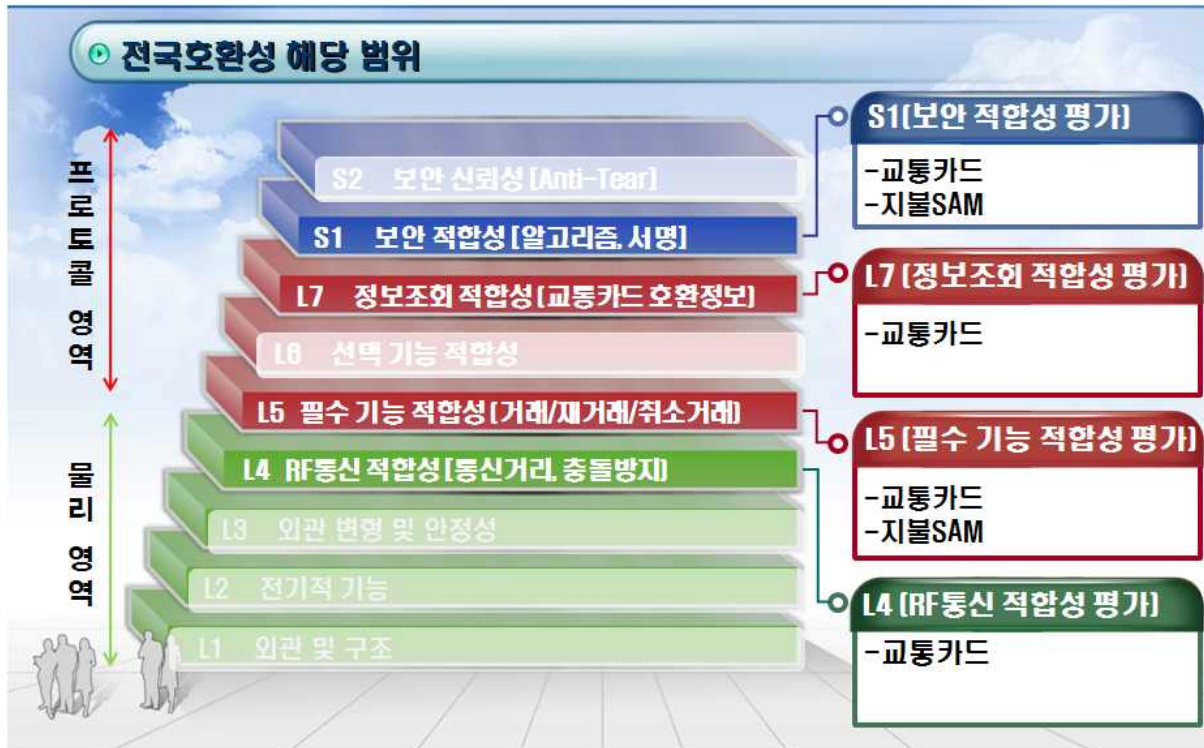 전국호환성 해당 범위
프로토콜 영역
물리 영역
S2 보안 신뢰성 [Anti-Tear]
S1 보안 적합성 [알고리즘, 서명]
L7 정보조회 적합성 (교통카드 호환정보)
L6 선택 기능 적합성
L5 필수 기능 적합성 (거래/재거래/취소거래)
L4 RF통신 적합성 [통신거리, 충돌방지)
L3 외관 변형 및 안정성
L2 전기적 기능
L1 외관 및 구조
S1(보안 적합성 평가]
-교통카드
-지불SAM
L7 (정보조회 적합성 평가]
-교통카드
L5 (필수 기능 적합성 평가]
-교통카드
-지불SAM
L4 (RF통신 적합성 평가]
-교통카드